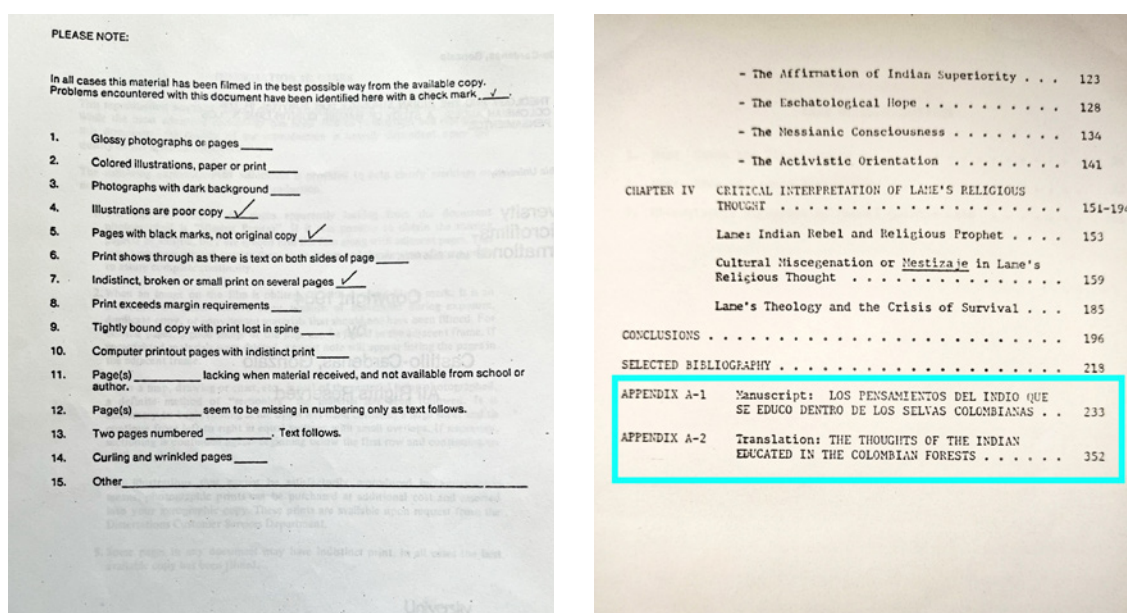 PLEASE NOTE:
In all cases this material has been filmed in the best possible way from the available copy.
Problems encountered with this document have been identified here with a check mark √ .
1. Glossy photographs or pages
2. Colored illustrations, paper or print
3. Photographs with dark background
4. Illustrations are poor copy √
5. Pages with black marks, not original copy √
6. Print shows through as there is text on both sides of page
7. Indistinct, broken or small print on several pages √
8. Print exceeds margin requirements
9. Tightly bound copy with print lost in spine
10. Computer printout pages with indistinct print
11. Page(s) lacking when material received, and not available from school or
author.
12. Page(s) seem to be missing in numbering only as text follows.
13. Two pages numbered . Text follows.
14. Curling and wrinkled pages
15. Other
- The Affirmation of Indian Superiority . . . 123
- The Eschatological Hope . . . . . . . . . . 128
- The Messianic Consciousness . . . . . . . . 134
- The Activistic Orientation . . . . . . . . 141
CHAPTER IV CRITICAL INTERPRETATION OF LAME'S RELIGIOUS
THOUGHT . . . . . . . . . . . . . . . . . . . 151-194
Lame: Indian Rebel and Religious Prophet . . . . 153
Cultural Miscegenation or Mestizaje in Lame's
Religious Thought . . . . . . . . . . . . . . 159
Lame's Theology and the Crisis of Survival . . . 185
CONCLUSIONS . . . . . . . . . . . . . . . . . . . . . . . 196
SELECTED BIBLIOGRAPHY . . . . . . . . . . . . . . . . . . 218
APPENDIX A-1 Manuscript: LOS PENSAMIENTOS DEL INDIO QUE
SE EDUCO DENTRO DE LOS SELVAS COLOMBIANAS . . 233
APPENDIX A-2 Translation: THE THOUGHTS OF THE INDIAN
EDUCATED IN THE COLOMBIAN FORESTS . . . . . . 352